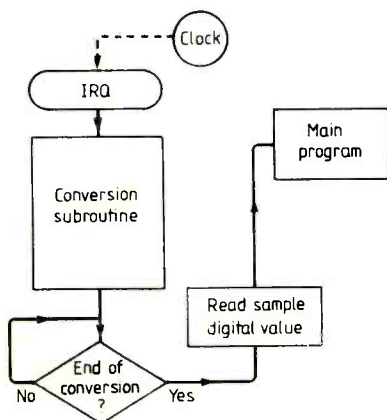 Clock
IRQ
Main
program
Conversion
subroutine
Read sample
digital value
End of
conversion
?
No
Yes